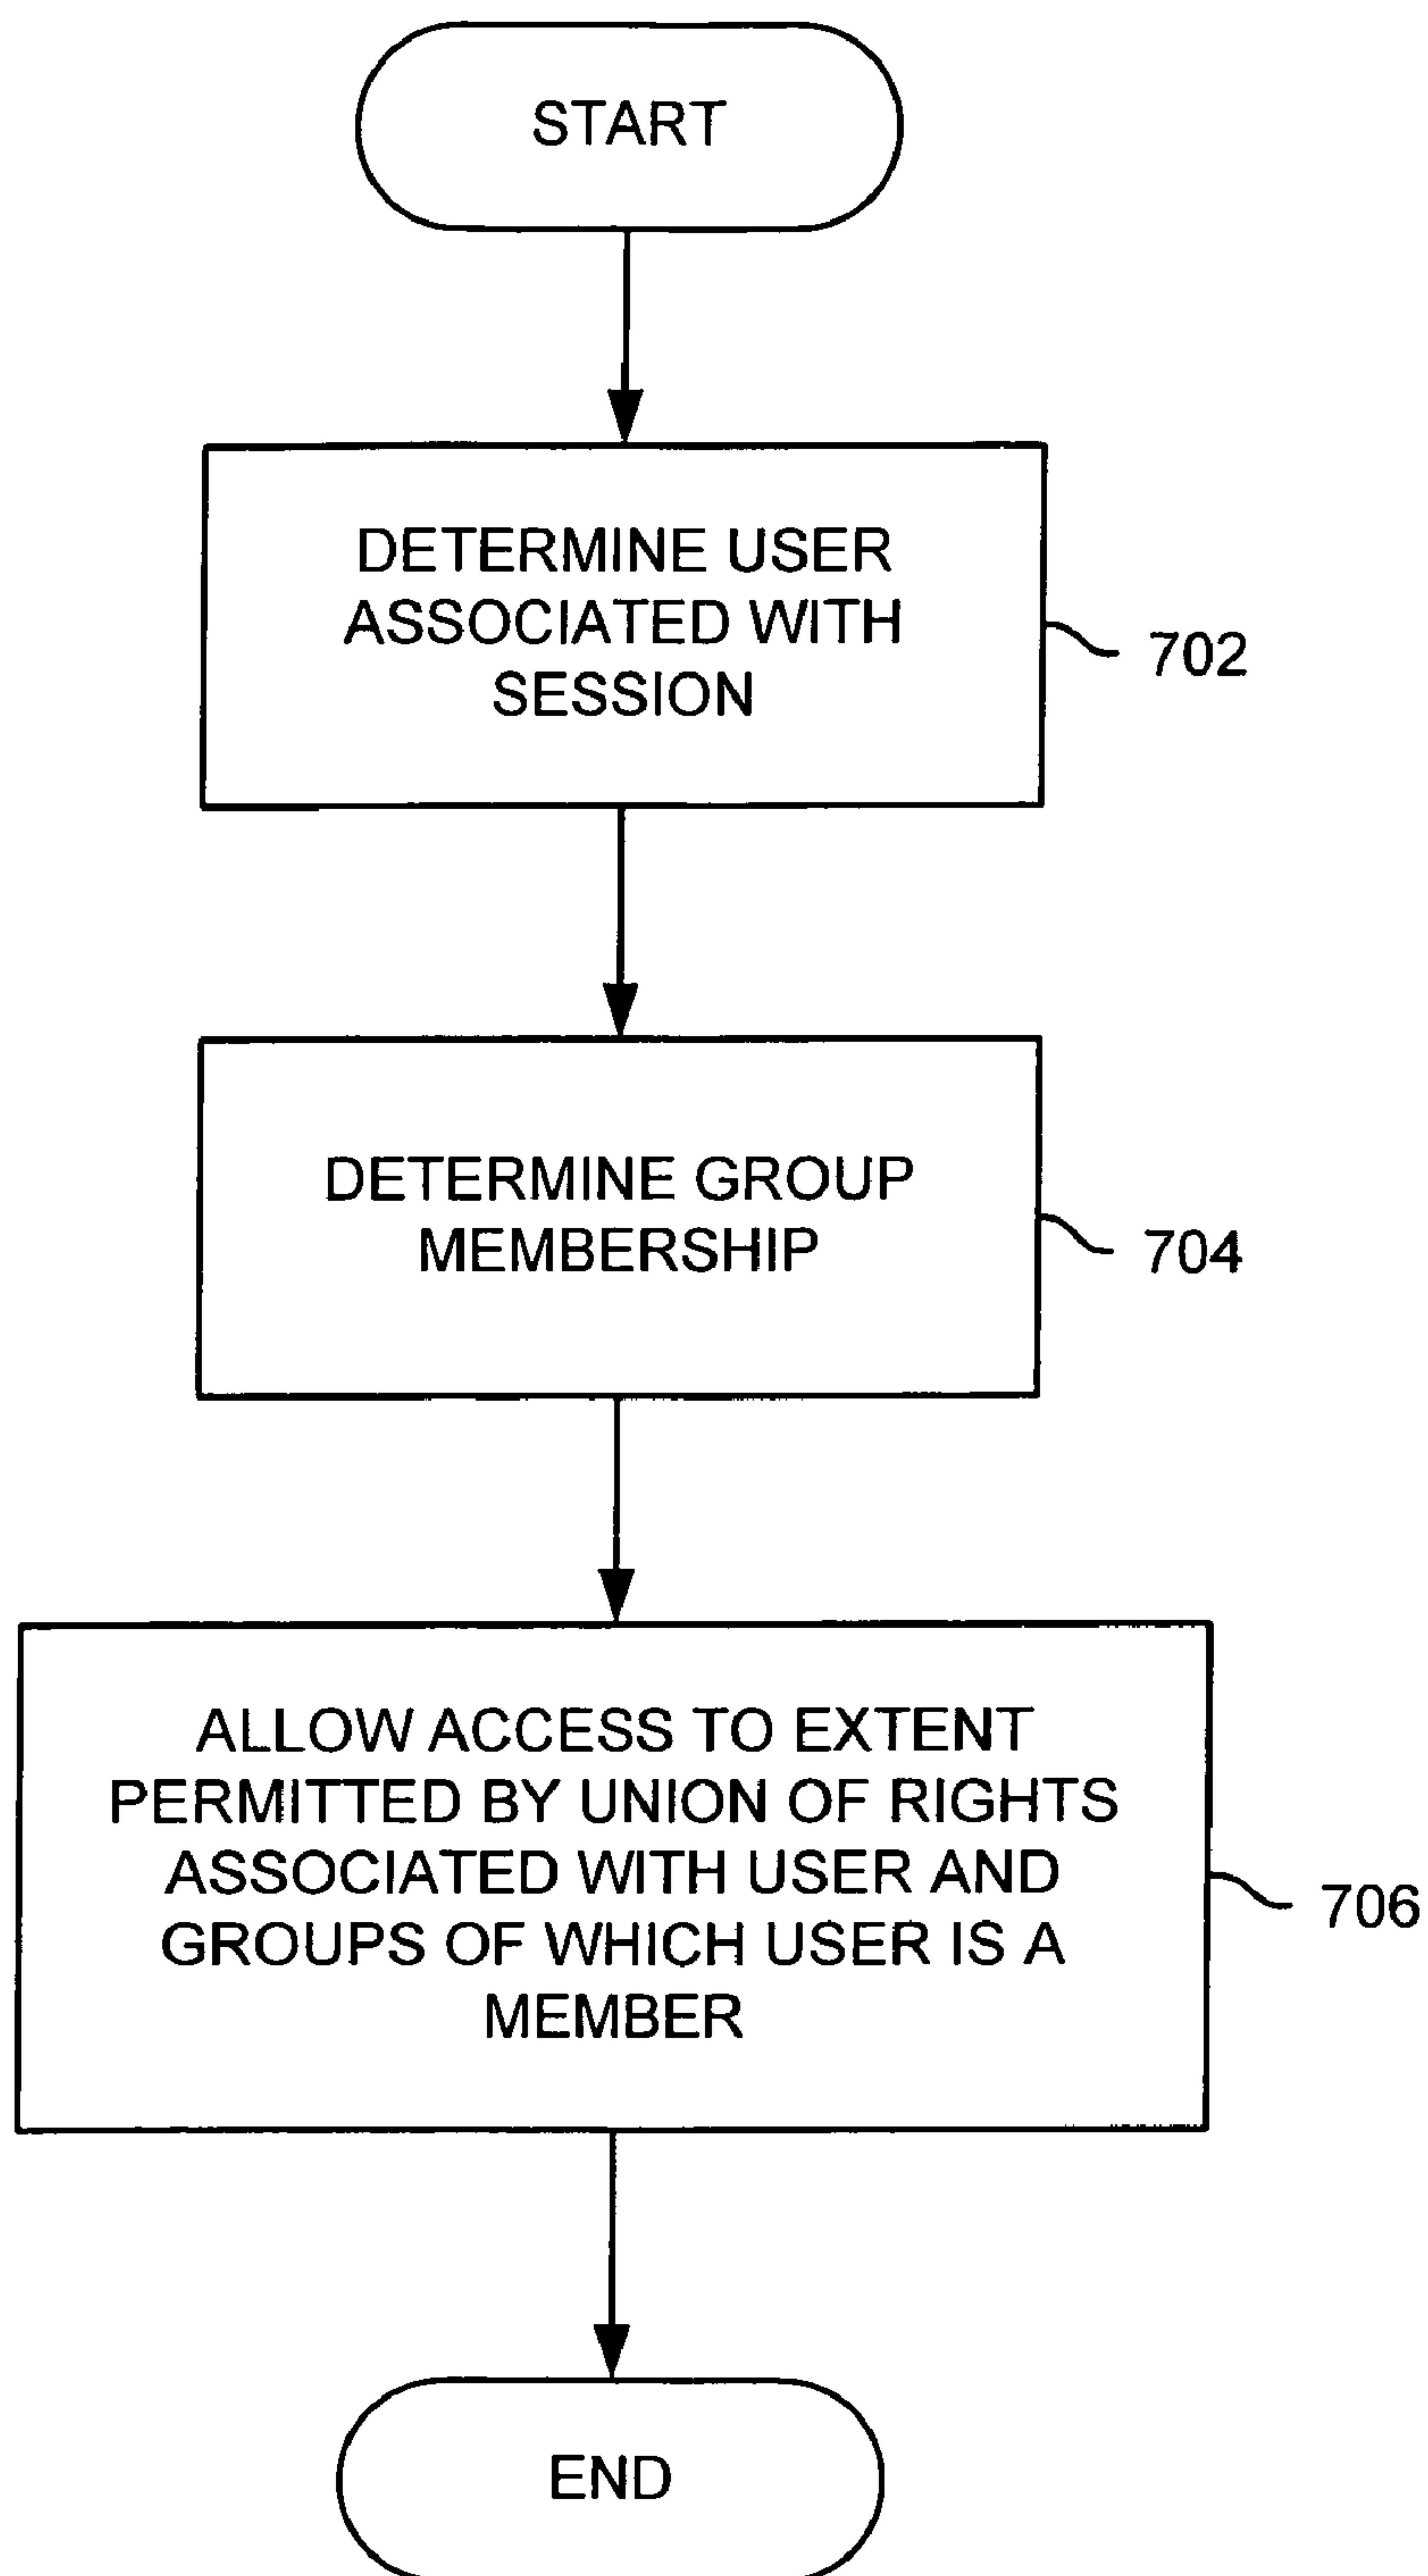 START
DETERMINE USER
ASSOCIATED WITH
SESSION
702
DETERMINE GROUP
MEMBERSHIP
704
ALLOW ACCESS TO EXTENT
PERMITTED BY UNION OF RIGHTS
ASSOCIATED WITH USER AND
GROUPS OF WHICH USER IS A
MEMBER
706
END